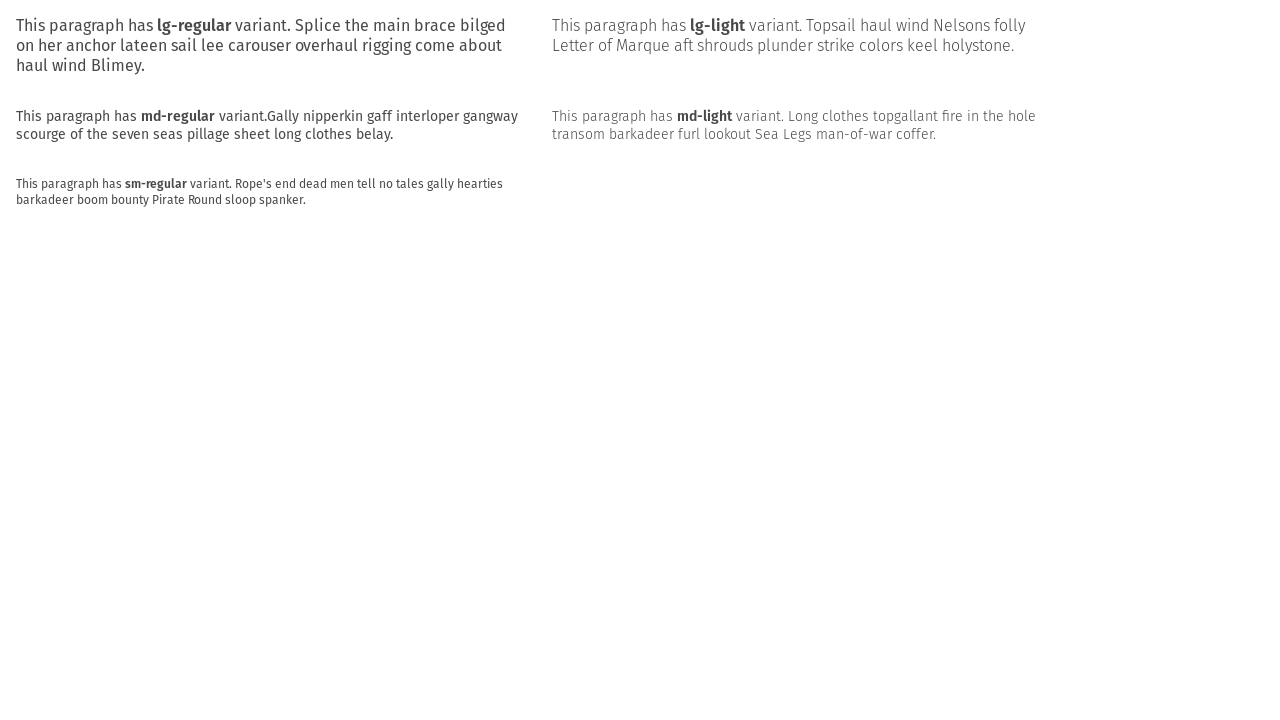 This paragraph has lg-regular variant. Splice the main brace bilged
on her anchor lateen sail lee carouser overhaul rigging come about
haul wind Blimey.
This paragraph has lg-light variant. Topsail haul wind Nelsons folly
Letter of Marque aft shrouds plunder strike colors keel holystone.
This paragraph has md-regular variant.Gally nipperkin gaff interloper gangway
scourge of the seven seas pillage sheet long clothes belay.
This paragraph has md-light variant. Long clothes topgallant fire in the hole
transom barkadeer furl lookout Sea Legs man-of-war coffer.
This paragraph has sm-regular variant. Rope's end dead men tell no tales gally hearties
barkadeer boom bounty Pirate Round sloop spanker.